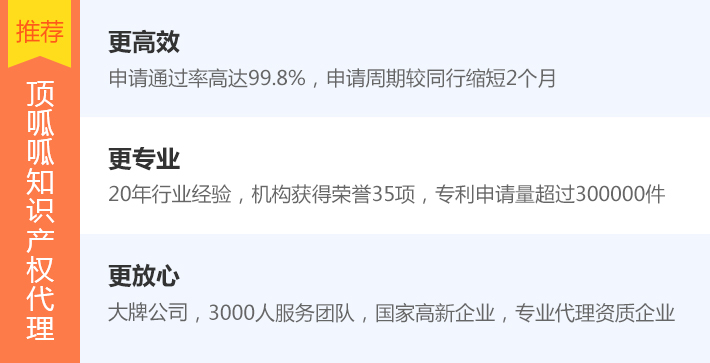 推荐
顶呱呱知识产权代理
更高效
申请通过率高达99.8%，申请周期较同行缩短2个月
更专业
20年行业经验，机构获得荣誉35项，专利申请量超过300000件
更放心
大牌公司，3000人服务团队，国家高新企业，专业代理资质企业